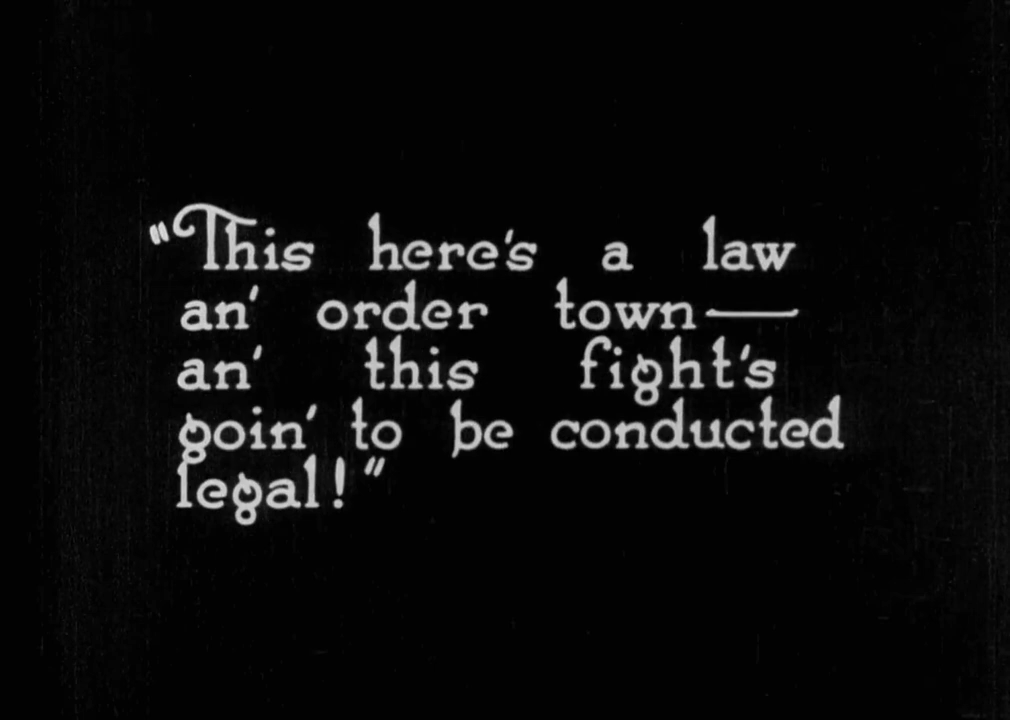 "This here's a law
an' order town—
an' this fight's
goin' to be conducted
legal!"